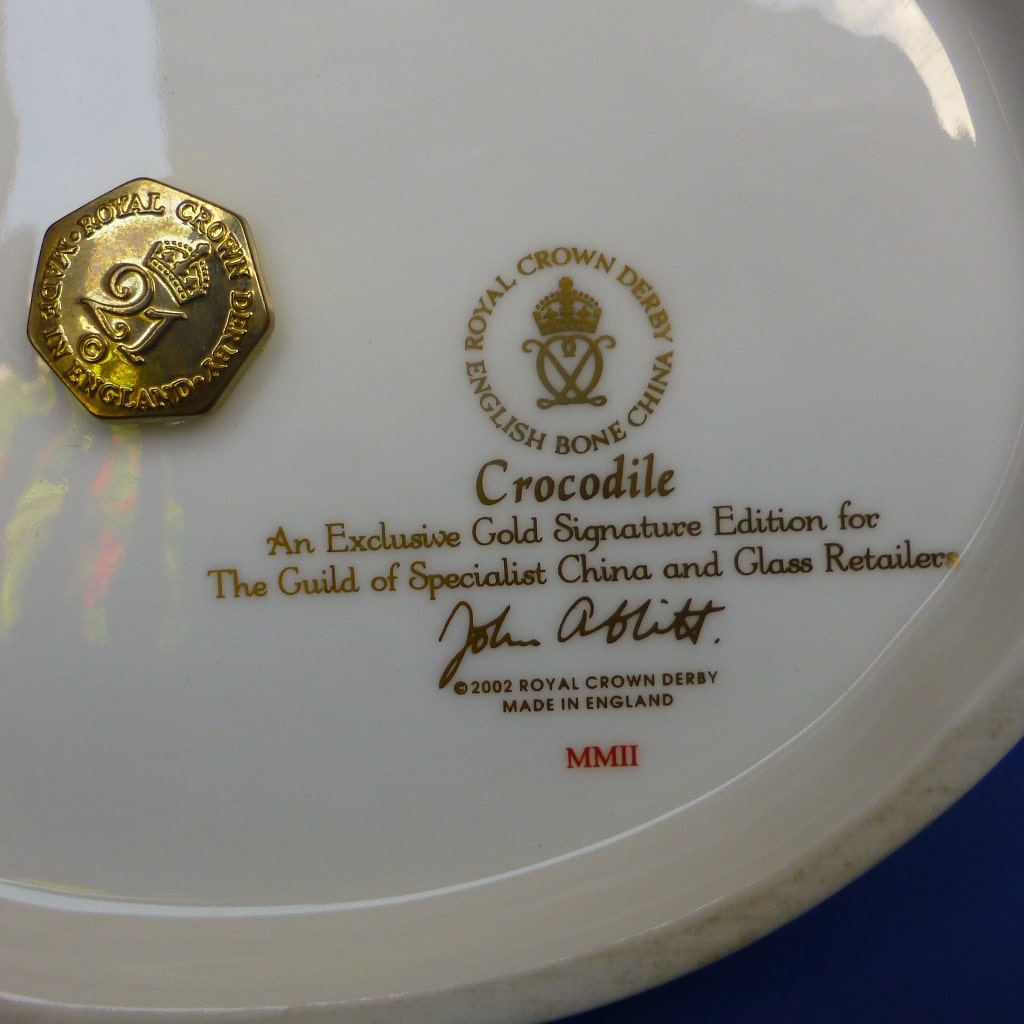 ROYAL CROWN DERBY · MADE IN ENGLAND ·
©
ROYAL CROWN DERBY
ENGLISH BONE CHINA
Crocodile
An Exclusive Gold Signature Edition for
The Guild of Specialist China and Glass Retailers
John Ablitt.
©2002 ROYAL CROWN DERBY
MADE IN ENGLAND
MMII